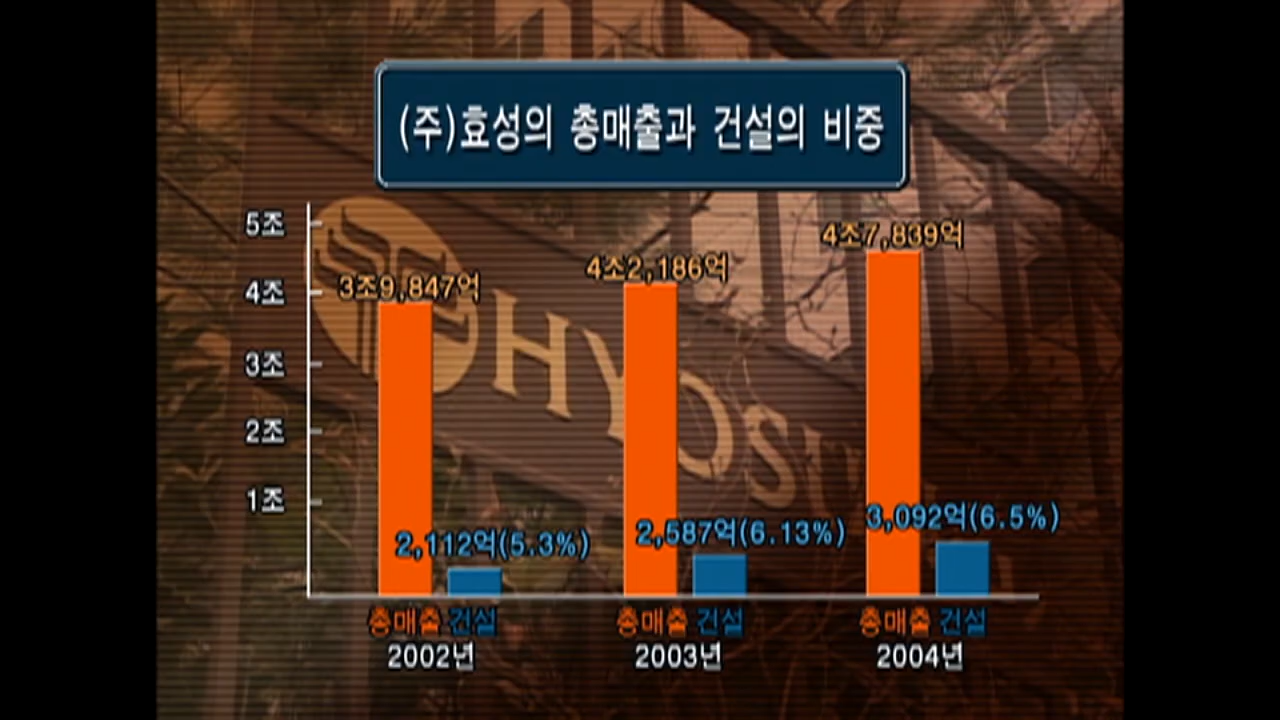 (주)효성의 총매출과 건설의 비중
5조
4조
3조
2조
1조
3조9,847억
4조2,186억
4조7,839억
2,112억(5.3%)
2,587억(6.13%)
3,092억(6.5%)
총매출 건설
총매출 건설
총매출 건설
2002년
2003년
2004년
HYOSU